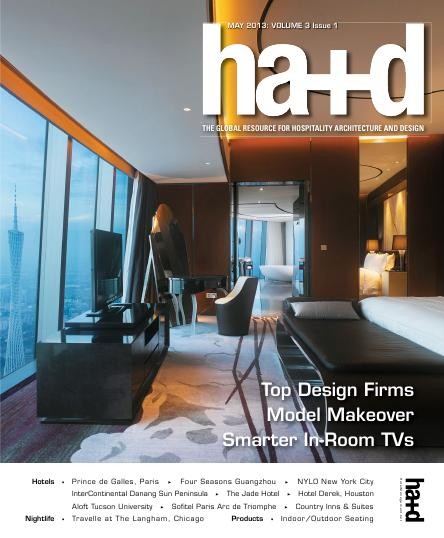 MAY 2013: VOLUME 3 Issue 1
ha+d
THE GLOBAL RESOURCE FOR HOSPITALITY ARCHITECTURE AND DESIGN
Top Design Firms
Model Makeover
Smarter In-Room TVs
Hotels • Prince de Galles, Paris ▸ Four Seasons Guangzhou ▸ NYLO New York City
InterContinental Danang Sun Peninsula ▸ The Jade Hotel ▸ Hotel Derek, Houston
Aloft Tucson University ▸ Sofitel Paris Arc de Triomphe ▸ Country Inns & Suites
Nightlife • Travelle at The Langham, Chicago Products • Indoor/Outdoor Seating
ha+d